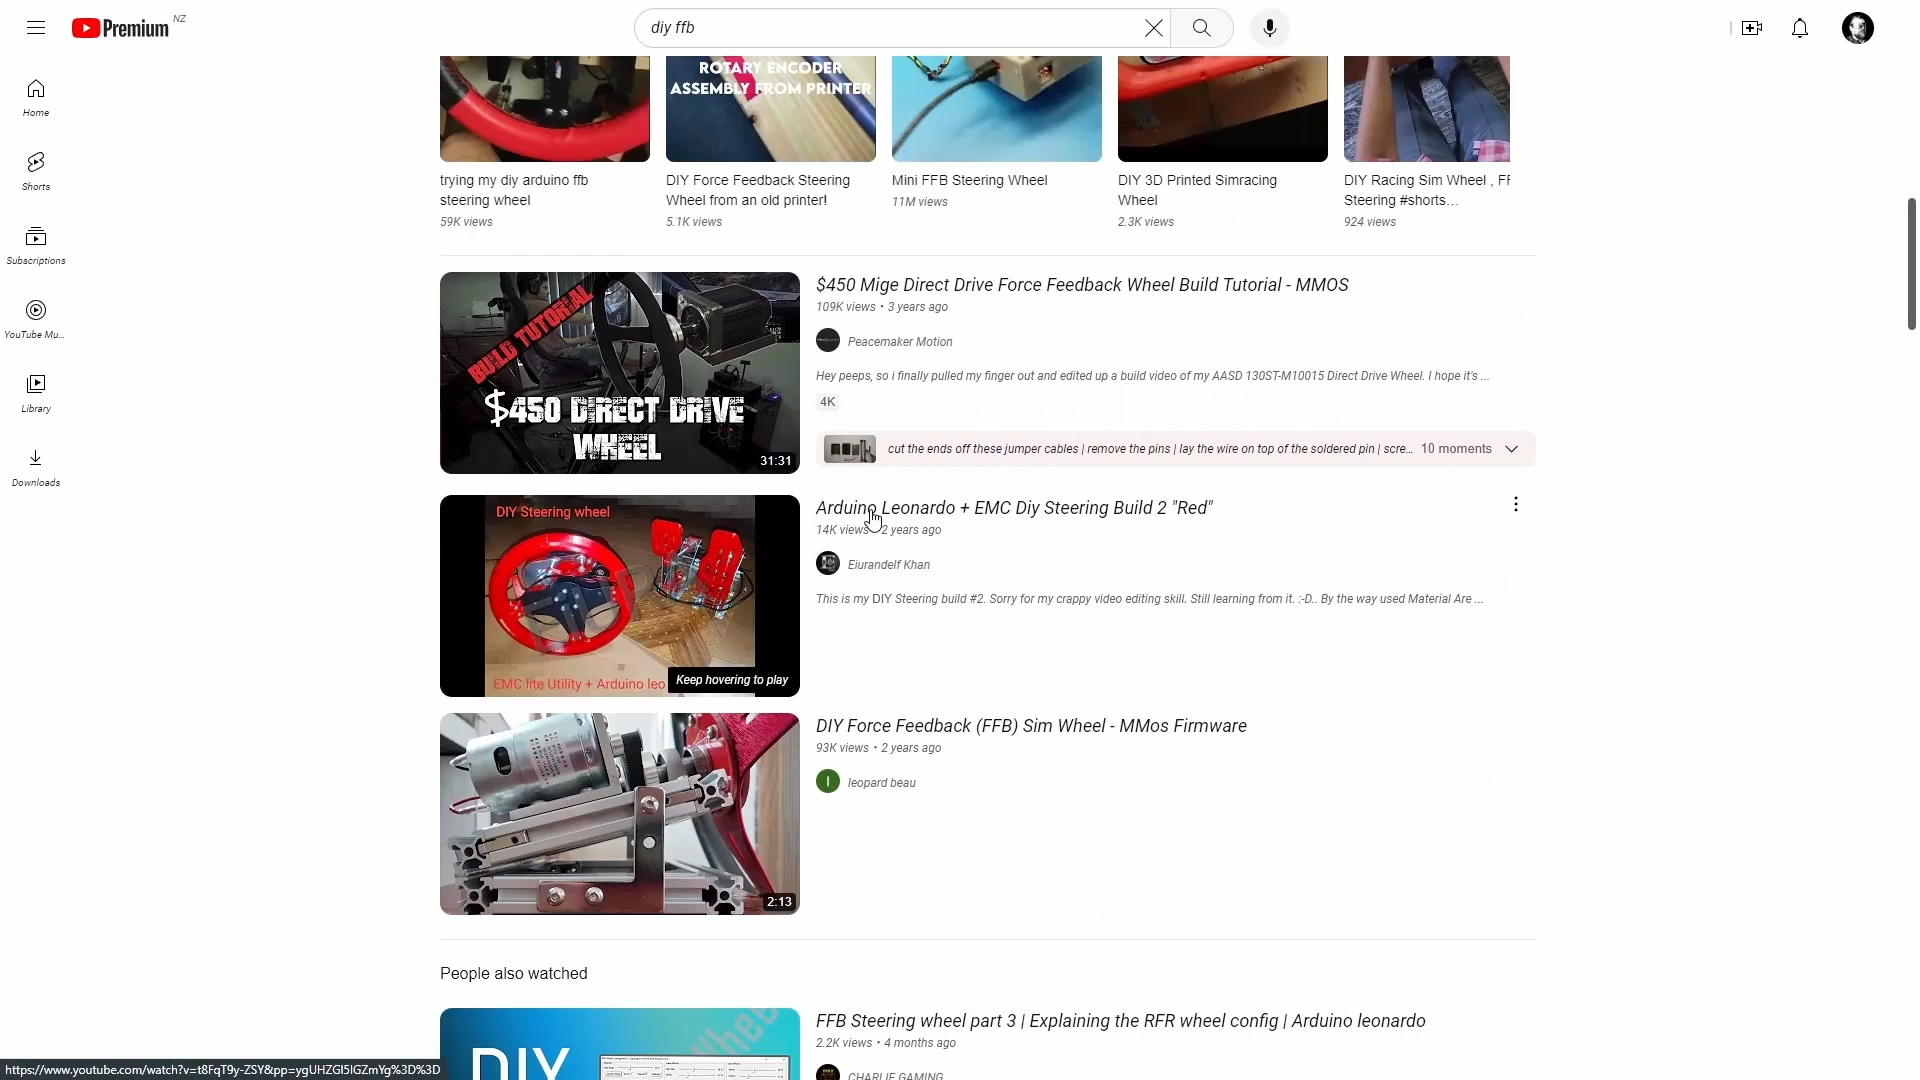 Premium
NZ
diy ffb
Home
Shorts
Subscriptions
YouTube Mu...
Library
Downloads
ROTARY ENCODER
ASSEMBLY FROM PRINTER
trying my diy arduino ffb
steering wheel
59K views
DIY Force Feedback Steering
Wheel from an old printer!
5.1K views
Mini FFB Steering Wheel
11M views
DIY 3D Printed Simracing
Wheel
2.3K views
DIY Racing Sim Wheel , FF
Steering #shorts...
924 views
BUILD TUTORIAL
$450 DIRECT DRIVE
WHEEL
31:31
$450 Mige Direct Drive Force Feedback Wheel Build Tutorial - MMOS
109K views • 3 years ago
Peacemaker Motion
Hey peeps, so i finally pulled my finger out and edited up a build video of my AASD 130ST-M10015 Direct Drive Wheel. I hope it's ...
4K
cut the ends off these jumper cables | remove the pins | lay the wire on top of the soldered pin | scre... 10 moments
DIY Steering wheel
EMC lite Utility + Arduino leo
Keep hovering to play
Arduino Leonardo + EMC Diy Steering Build 2 "Red"
14K views • 2 years ago
Eiurandelf Khan
This is my DIY Steering build #2. Sorry for my crappy video editing skill. Still learning from it. :-D.. By the way used Material Are ...
2:13
DIY Force Feedback (FFB) Sim Wheel - MMos Firmware
93K views • 2 years ago
l
leopard beau
People also watched
DIY
Wheel
FFB Steering wheel part 3 | Explaining the RFR wheel config | Arduino leonardo
2.2K views • 4 months ago
CHARLIE GAMING
https://www.youtube.com/watch?v=t8FqT9y-ZSY&pp=ygUHZGl5IGZmYg%3D%3D